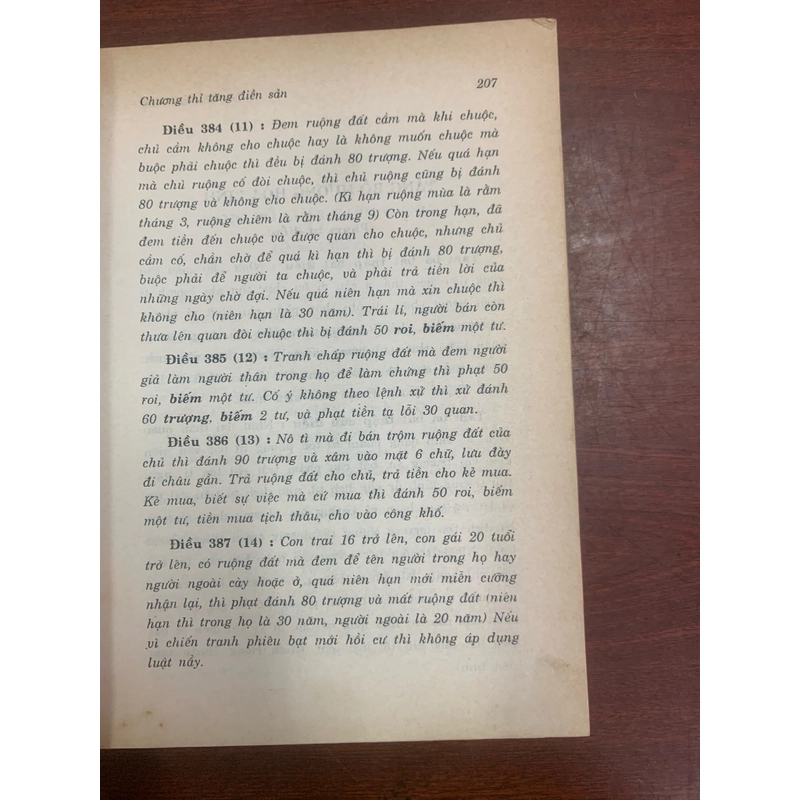 Chương thỉ tăng điền sản
207
Điều 384 (11) : Đem ruộng đất cầm mà khi chuộc,
chủ cầm không cho chuộc hay là không muốn chuộc mà
buộc phải chuộc thì đều bị đánh 80 trượng. Nếu quá hạn
mà chủ ruộng cố đòi chuộc, thì chủ ruộng cũng bị đánh
80 trượng và không cho chuộc. (Kì hạn ruộng mùa là rằm
tháng 3, ruộng chiêm là rằm tháng 9) Còn trong hạn, đã
đem tiền đến chuộc và được quan cho chuộc, nhưng chủ
cầm cố, chần chờ để quá kì hạn thì bị đánh 80 trượng,
buộc phải để người ta chuộc, và phải trả tiền lời của
những ngày chờ đợi. Nếu quá niên hạn mà xin chuộc thì
không cho (niên hạn là 30 năm). Trái lí, người bán còn
thưa lên quan đòi chuộc thì bị đánh 50 roi, biếm một tư.
Điều 385 (12) : Tranh chấp ruộng đất mà đem người
giả làm người thân trong họ để làm chứng thì phạt 50
roi, biếm một tư. Cố ý không theo lệnh xử thì xử đánh
60 trượng, biếm 2 tư, và phạt tiền tạ lỗi 30 quan.
Điều 386 (13) : Nô tì mà đi bán trộm ruộng đất của
chủ thì đánh 90 trượng và xâm vào mặt 6 chữ, lưu đày
đi châu gần. Trả ruộng đất cho chủ, trả tiền cho kẻ mua.
Kẻ mua, biết sự việc mà cứ mua thì đánh 50 roi, biếm
một tư, tiền mua tịch thâu, cho vào công khố.
Điều 387 (14) : Con trai 16 trở lên, con gái 20 tuổi
trở lên, có ruộng đất mà đem để tên người trong họ hay
người ngoài cày hoặc ở, quá niên hạn mới miễn cưỡng
nhận lại, thì phạt đánh 80 trượng và mất ruộng đất (niên
hạn thì trong họ là 30 năm, người ngoài là 20 năm) Nếu
vì chiến tranh phiêu bạt mới hồi cư thì không áp dụng
luật nầy.